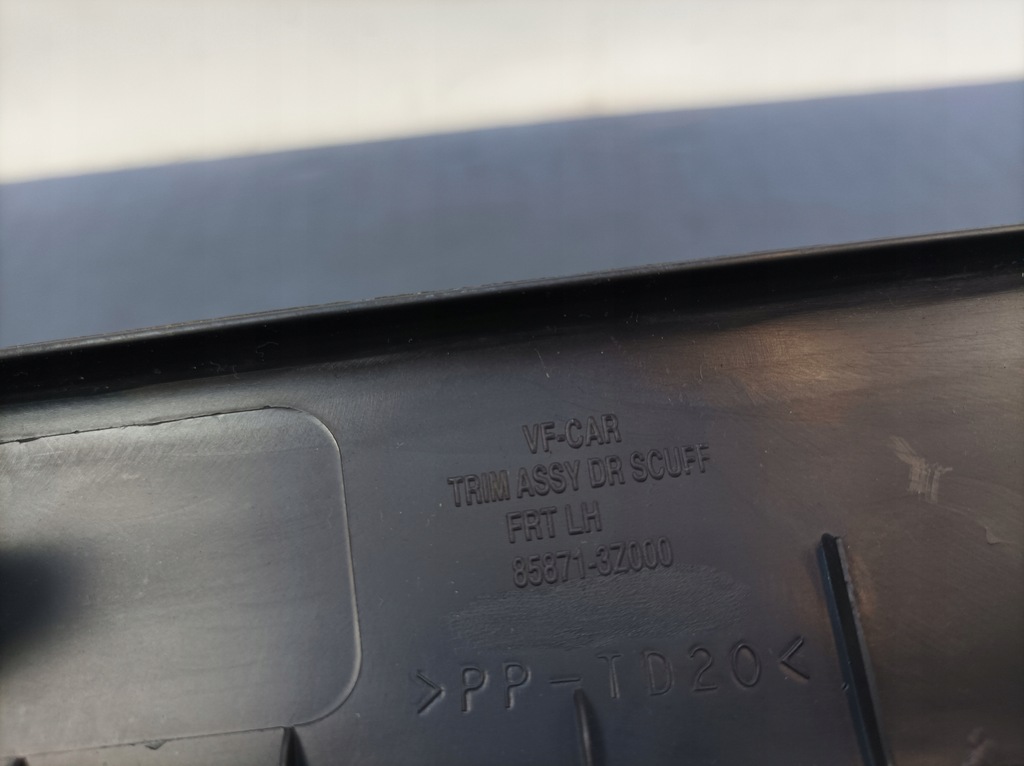 VF-CAR
TRIM ASSY DR SCUFF
FRT LH
85871-3Z000
>PP-TD20<